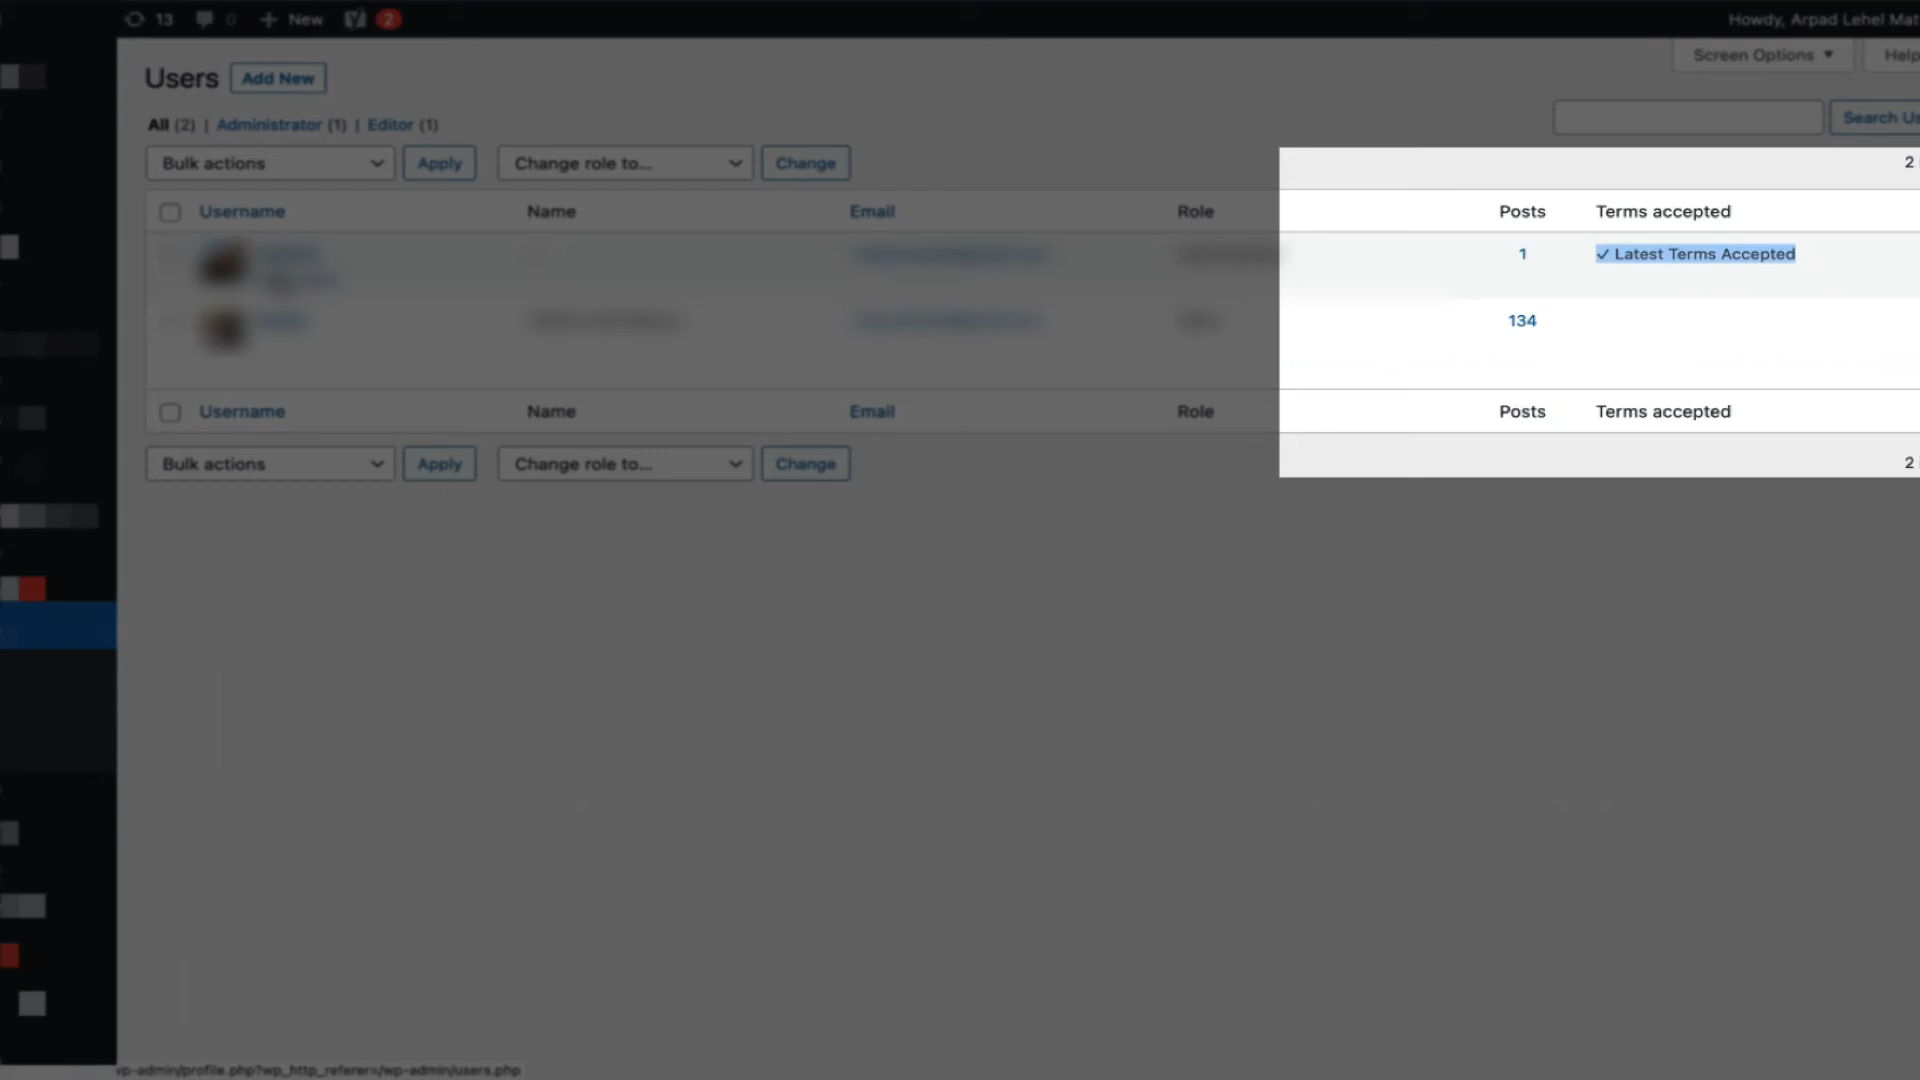 13 0 + New 2 Howdy, Arpad Lehel Mat
Screen Options ▼ Help
Users Add New
All (2) | Administrator (1) | Editor (1)
Search Us
Bulk actions Apply Change role to... Change 2
Username Name Email Role Posts Terms accepted
1 ✓ Latest Terms Accepted
134
Username Name Email Role Posts Terms accepted
Bulk actions Apply Change role to... Change 2
wp-admin/profile.php?wp_http_referer=/wp-admin/users.php